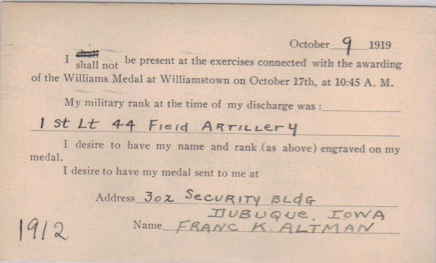 October 9 1919
I shall
shall not be present at the exercises connected with the awarding
of the Williams Medal at Williamstown on October 17th, at 10:45 A. M.
My military rank at the time of my discharge was :
1 st Lt 44 Field ARTILLERY
I desire to have my name and rank (as above) engraved on my
medal.
I desire to have my medal sent to me at
Address 302 SECURITY BLDG
DUBUQUE, IOWA
1912 Name FRANC K. ALTMAN